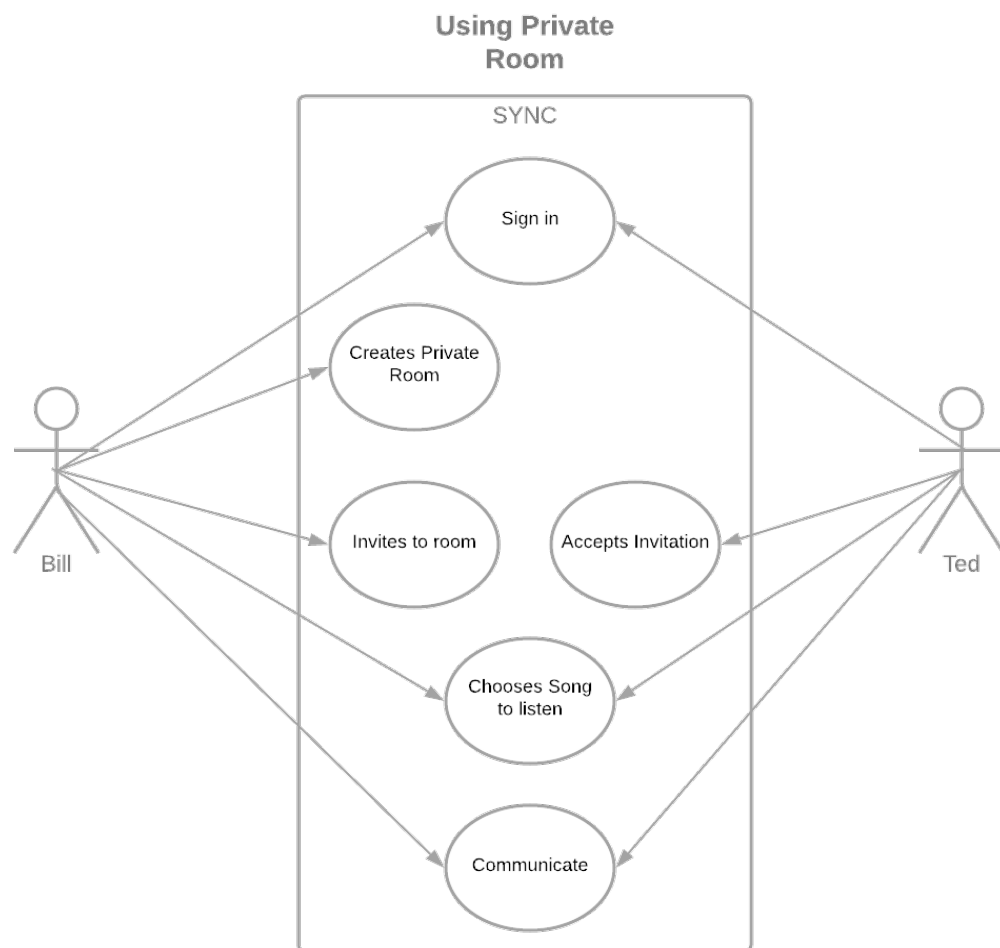 Using Private
Room
SYNC
Sign in
Creates Private
Room
Invites to room
Accepts Invitation
Bill
Ted
Chooses Song
to listen
Communicate